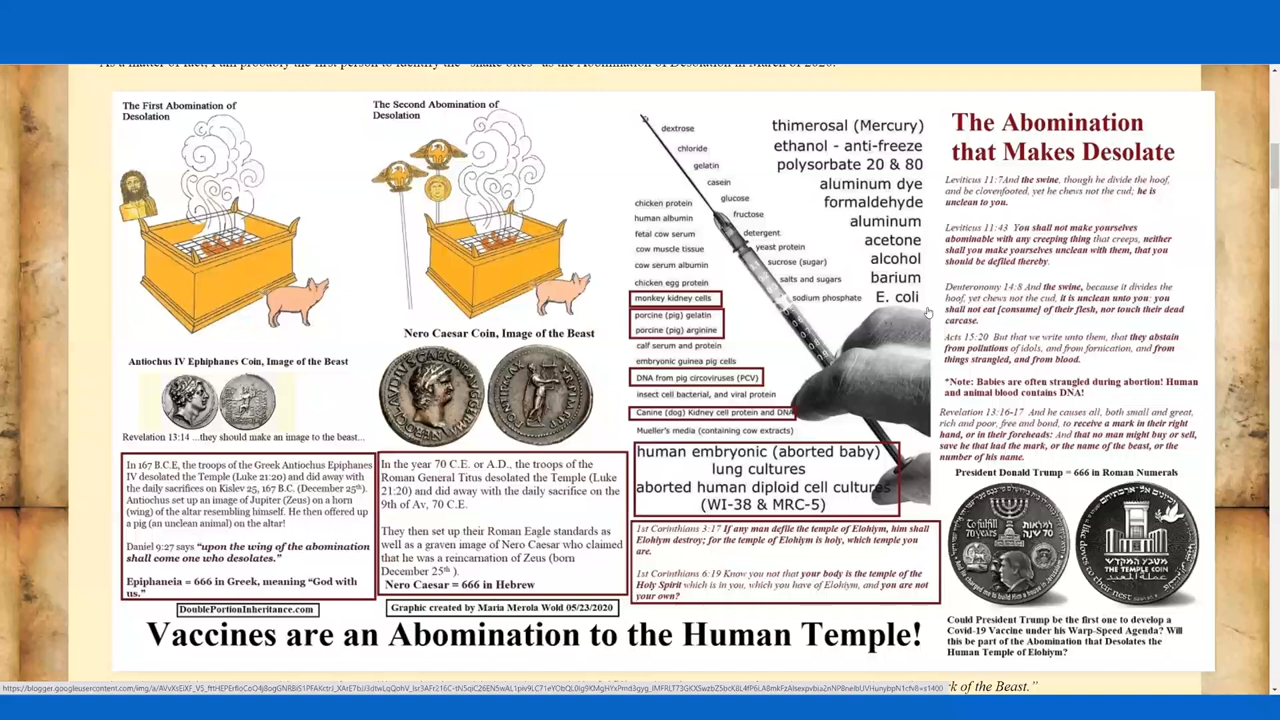 The First Abomination of
Desolation
The Second Abomination of
Desolation
Antiochus IV Ephiphanes Coin, Image of the Beast
Revelation 13:14 ...they should make an image to the beast...
Nero Caesar Coin, Image of the Beast
In 167 B.C.E, the troops of the Greek Antiochus Epiphanes
IV desolated the Temple (Luke 21:20) and did away with
the daily sacrifices on Kislev 25, 167 B.C. (December 25th).
Antiochus set up an image of Jupiter (Zeus) on a horn
(wing) of the altar resembling himself. He then offered up
a pig (an unclean animal) on the altar!
Daniel 9:27 says "upon the wing of the abomination
shall come one who desolates."
Epiphaneia = 666 in Greek, meaning "God with
us."
DoublePortionInheritance.com
In the year 70 C.E. or A.D., the troops of the
Roman General Titus desolated the Temple (Luke
21:20) and did away with the daily sacrifice on the
9th of Av, 70 C.E.
They then set up their Roman Eagle standards as
well as a graven image of Nero Caesar who claimed
that he was a reincarnation of Zeus (born
December 25th ).
Nero Caesar = 666 in Hebrew
Graphic created by Maria Merola Wold 05/23/2020
dextrose
chloride
gelatin
casein
glucose
fructose
detergent
yeast protein
sucrose (sugar)
salts and sugars
sodium phosphate
chicken protein
human albumin
fetal cow serum
cow muscle tissue
cow serum albumin
chicken egg protein
monkey kidney cells
porcine (pig) gelatin
porcine (pig) arginine
calf serum and protein
embryonic guinea pig cells
DNA from pig circoviruses (PCV)
insect cell bacterial, and viral protein
Canine (dog) Kidney cell protein and DNA
Mueller's media (containing cow extracts)
thimerosal (Mercury)
ethanol - anti-freeze
polysorbate 20 & 80
aluminum dye
formaldehyde
aluminum
acetone
alcohol
barium
E. coli
human embryonic (aborted baby)
lung cultures
aborted human diploid cell cultures
(WI-38 & MRC-5)
1st Corinthians 3:17 If any man defile the temple of Elohiym, him shall
Elohiym destroy; for the temple of Elohiym is holy, which temple you
are.
1st Corinthians 6:19 Know you not that your body is the temple of the
Holy Spirit which is in you, which you have of Elohiym, and you are not
your own?
The Abomination
that Makes Desolate
Leviticus 11:7And the swine, though he divide the hoof,
and be clovenfooted, yet he chews not the cud; he is
unclean to you.
Leviticus 11:43 You shall not make yourselves
abominable with any creeping thing that creeps, neither
shall you make yourselves unclean with them, that you
should be defiled thereby.
Deuteronomy 14:8 And the swine, because it divides the
hoof, yet chews not the cud, it is unclean unto you: you
shall not eat [consume] of their flesh, nor touch their dead
carcase.
Acts 15:20 But that we write unto them, that they abstain
from pollutions of idols, and from fornication, and from
things strangled, and from blood.
*Note: Babies are often strangled during abortion! Human
and animal blood contains DNA!
Revelation 13:16-17 And he causes all, both small and great,
rich and poor, free and bond, to receive a mark in their right
hand, or in their foreheads: And that no man might buy or sell,
save he that had the mark, or the name of the beast, or the
number of his name.
President Donald Trump = 666 in Roman Numerals
To fulfill
70 years
THE TEMPLE COIN
Could President Trump be the first one to develop a
Covid-19 Vaccine under his Warp-Speed Agenda? Will
this be part of the Abomination that Desolates the
Human Temple of Elohiym?
Vaccines are an Abomination to the Human Temple!
of the Beast."